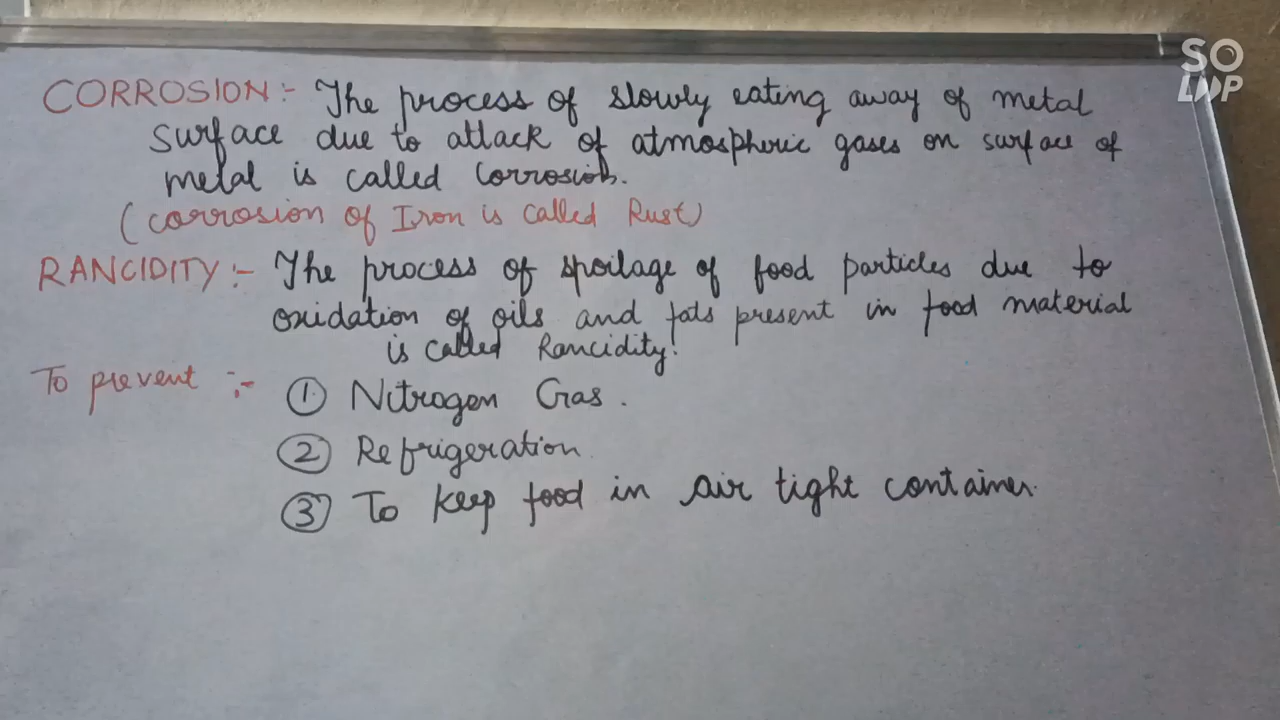 CORROSION :- The process of slowly eating away of metal
surface due to attack of atmospheric gases on surface of
metal is called Corrosion.
(Corrosion of Iron is called Rust)
RANCIDITY :- The process of spoilage of food particles due to
oxidation of oils and fats present in food material
is called Rancidity.
To prevent :- ① Nitrogen Gas.
② Refrigeration.
③ To keep food in air tight container.
SO
LWP